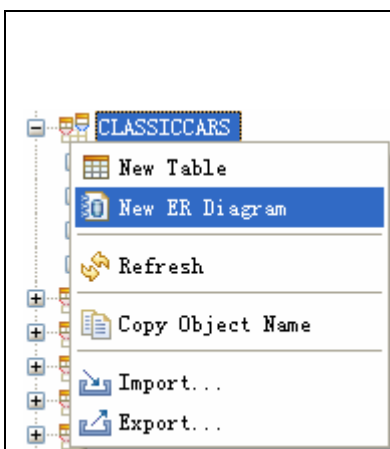 CLASSICCARS
New Table
New ER Diagram
Refresh
Copy Object Name
Import...
Export...